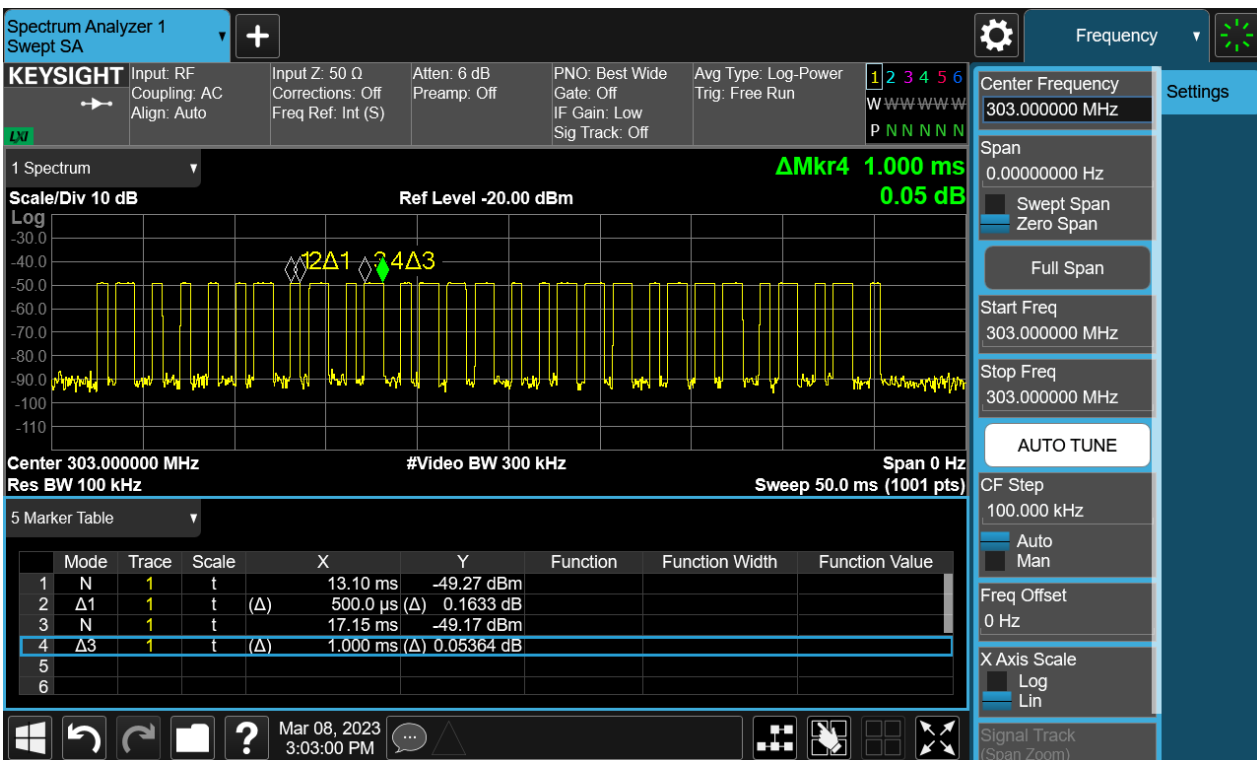 Spectrum Analyzer 1
Swept SA
Frequency
KEYSIGHT
LXI
Input: RF
Coupling: AC
Align: Auto
Input Z: 50 Ω
Corrections: Off
Freq Ref: Int (S)
Atten: 6 dB
Preamp: Off
PNO: Best Wide
Gate: Off
IF Gain: Low
Sig Track: Off
Avg Type: Log-Power
Trig: Free Run
1 2 3 4 5 6
W W W W W W
P N N N N N
1 Spectrum
Scale/Div 10 dB
Ref Level -20.00 dBm
ΔMkr4 1.000 ms
0.05 dB
Log
-30.0
-40.0
-50.0
-60.0
-70.0
-80.0
-90.0
-100
-110
12Δ1
34Δ3
Center 303.000000 MHz
#Video BW 300 kHz
Span 0 Hz
Res BW 100 kHz
Sweep 50.0 ms (1001 pts)
5 Marker Table
Mode Trace Scale X Y Function Function Width Function Value
1 N 1 t 13.10 ms -49.27 dBm
2 Δ1 1 t (Δ) 500.0 µs (Δ) 0.1633 dB
3 N 1 t 17.15 ms -49.17 dBm
4 Δ3 1 t (Δ) 1.000 ms (Δ) 0.05364 dB
5
6
Mar 08, 2023
3:03:00 PM
Center Frequency
303.000000 MHz
Span
0.00000000 Hz
Swept Span
Zero Span
Full Span
Start Freq
303.000000 MHz
Stop Freq
303.000000 MHz
AUTO TUNE
CF Step
100.000 kHz
Auto
Man
Freq Offset
0 Hz
X Axis Scale
Log
Lin
Signal Track
(Span Zoom)
Settings